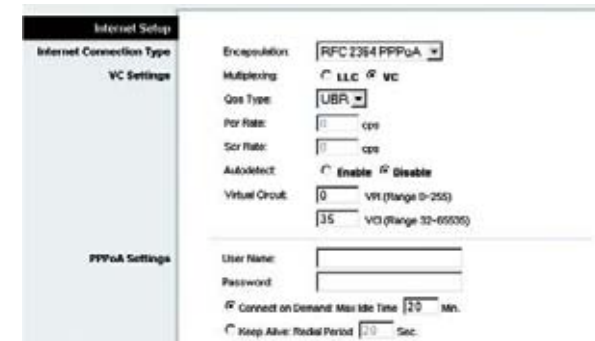 Internet Setup
Internet Connection Type Encapsulation: RFC 2364 PPPoA
VC Settings Multiplexing: LLC VC
Qos Type: UBR
Pcr Rate: 0 cps
Scr Rate: 0 cps
Autodetect: Enable Disable
Virtual Circuit: 0 VPI (Range 0~255)
35 VCI (Range 32~65535)
PPPoA Settings User Name:
Password:
Connect on Demand: Max Idle Time 20 Min.
Keep Alive: Redial Period 20 Sec.